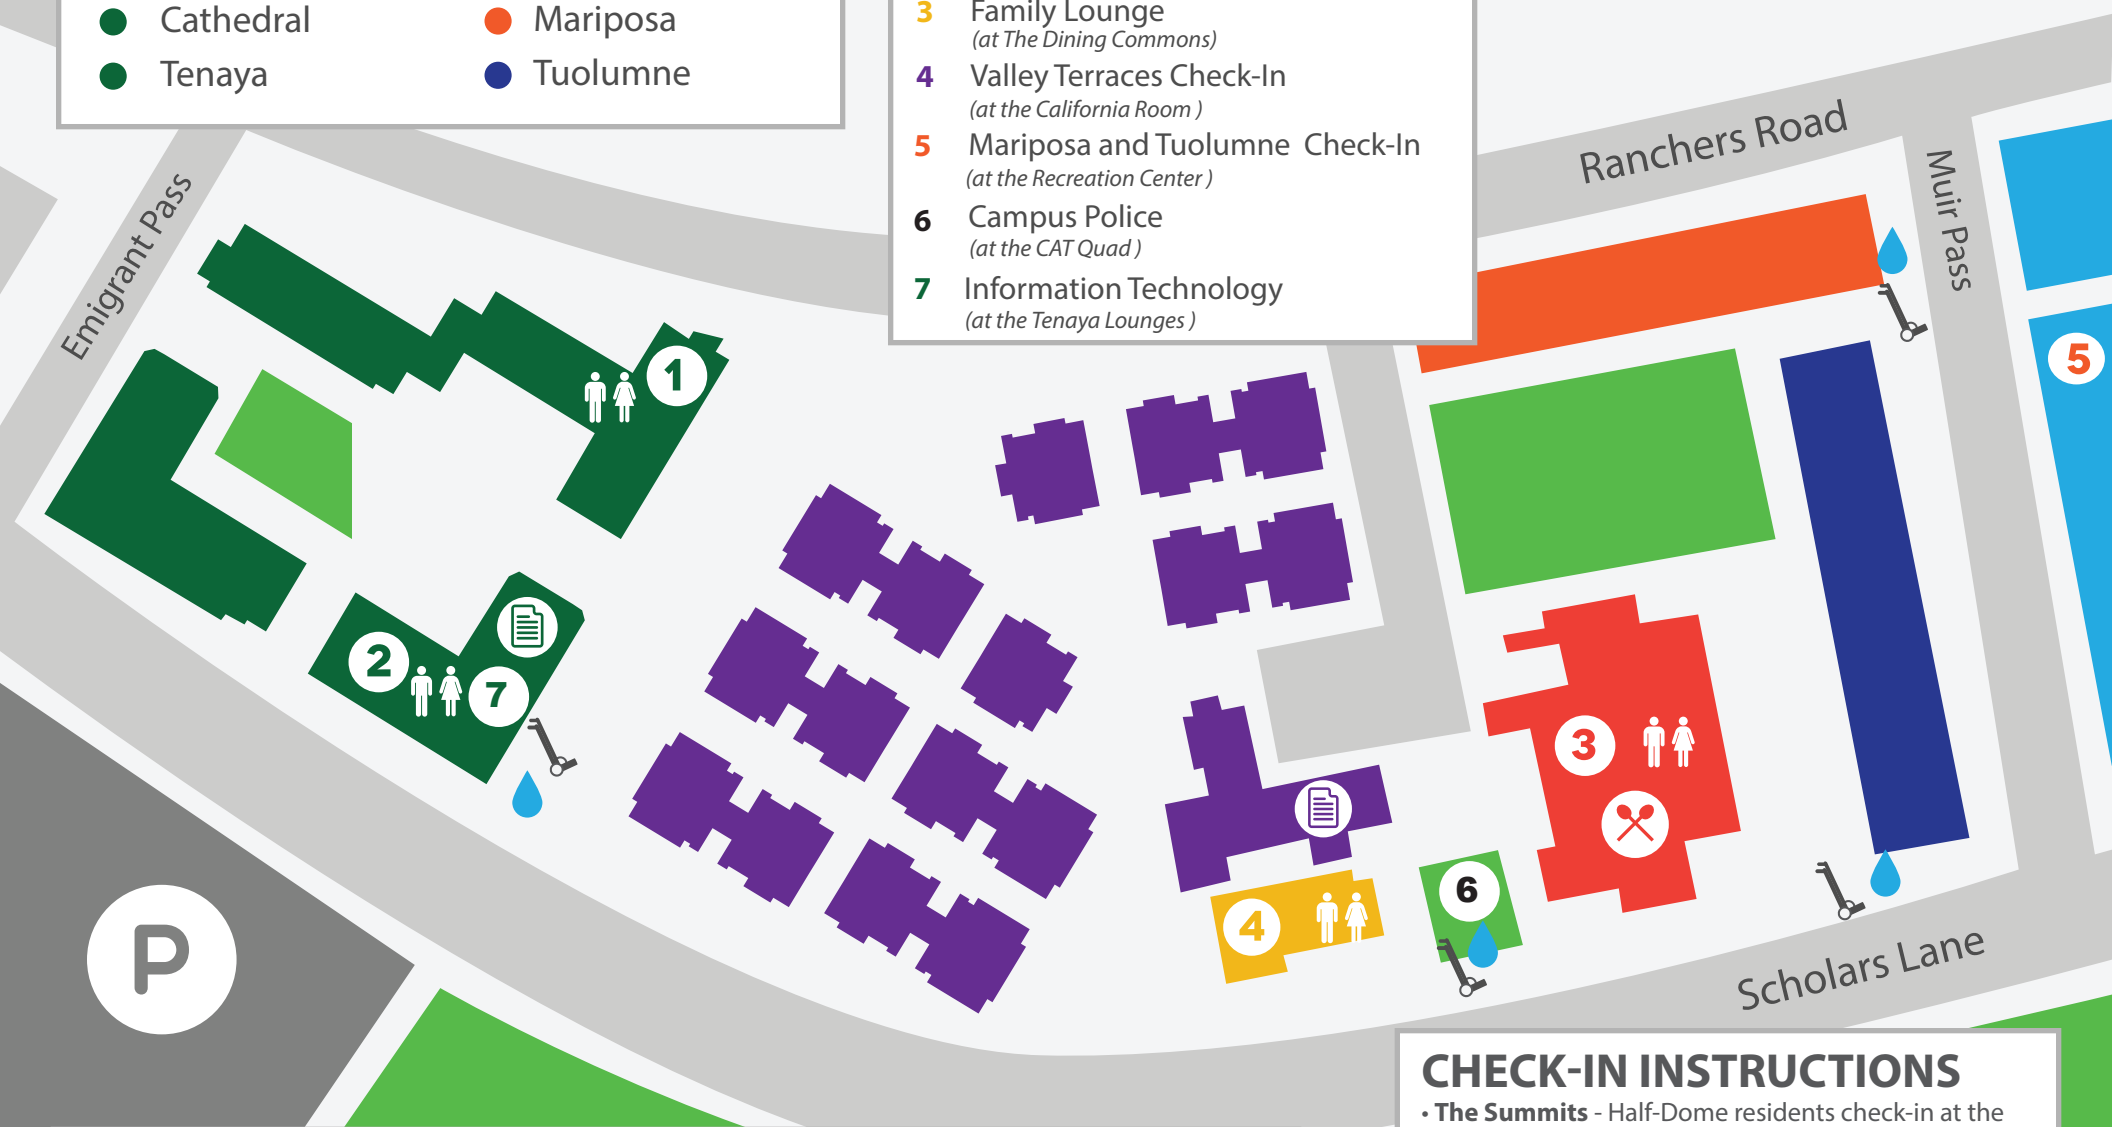 Cathedral
Mariposa
Tenaya
Tuolumne
3 Family Lounge
(at The Dining Commons)
4 Valley Terraces Check-In
(at the California Room )
5 Mariposa and Tuolumne Check-In
(at the Recreation Center )
6 Campus Police
(at the CAT Quad )
7 Information Technology
(at the Tenaya Lounges )
Ranchers Road
Muir Pass
Emigrant Pass
1
5
2
7
3
6
4
P
Scholars Lane
CHECK-IN INSTRUCTIONS
• The Summits - Half-Dome residents check-in at the